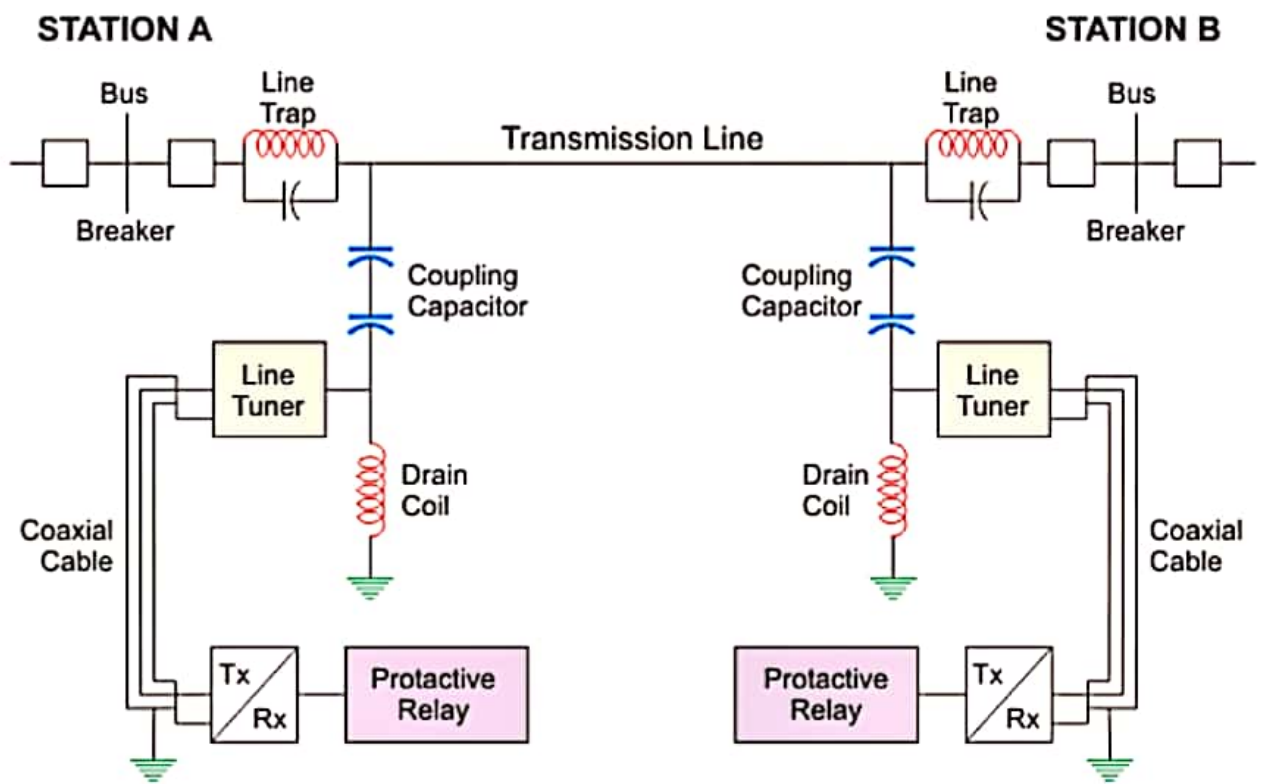 STATION A
STATION B
Bus
Line
Trap
Transmission Line
Line
Trap
Bus
Breaker
Breaker
Coupling
Capacitor
Coupling
Capacitor
Line
Tuner
Line
Tuner
Drain
Coil
Drain
Coil
Coaxial
Cable
Coaxial
Cable
Tx
Rx
Protactive
Relay
Protactive
Relay
Tx
Rx